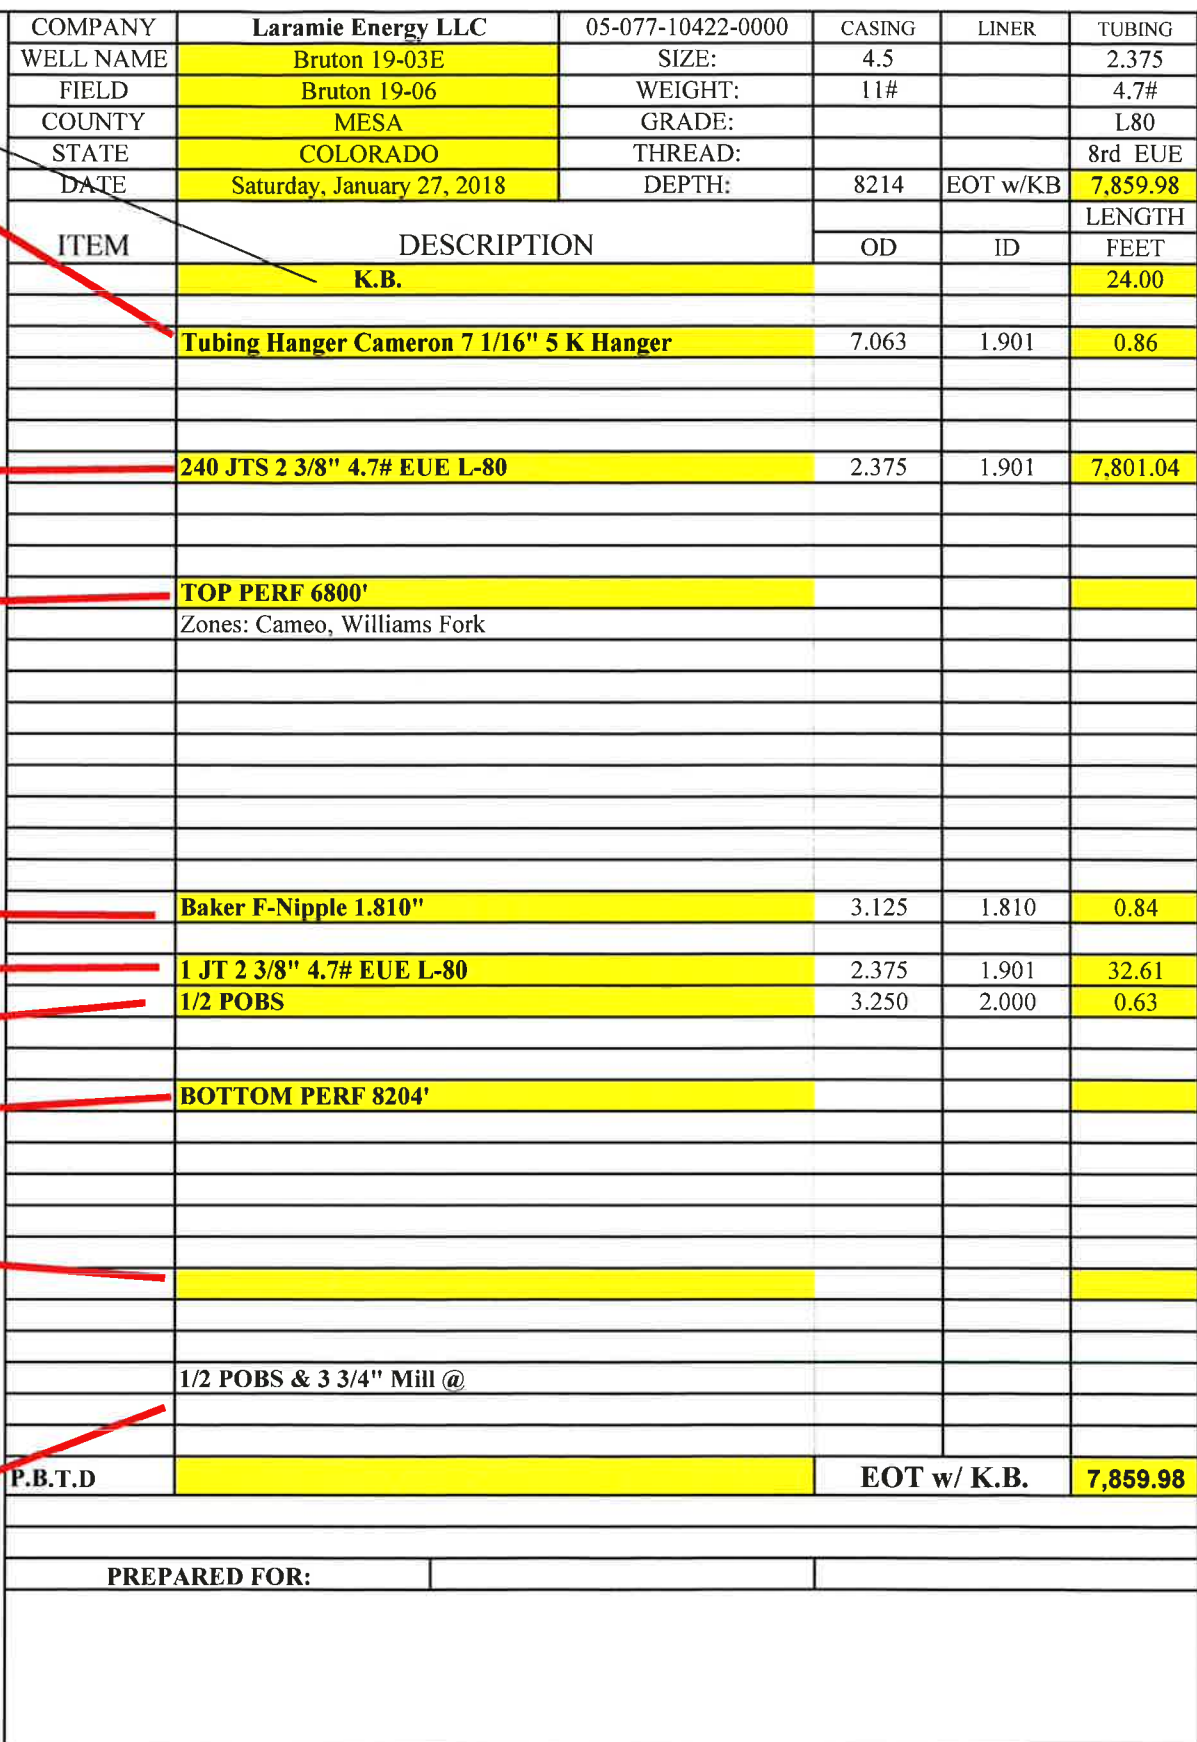 COMPANY Laramie Energy LLC 05-077-10422-0000 CASING LINER TUBING
WELL NAME Bruton 19-03E SIZE: 4.5 2.375
FIELD Bruton 19-06 WEIGHT: 11# 4.7#
COUNTY MESA GRADE: L80
STATE COLORADO THREAD: 8rd EUE
DATE Saturday, January 27, 2018 DEPTH: 8214 EOT w/KB 7,859.98
LENGTH
ITEM DESCRIPTION OD ID FEET
K.B. 24.00
Tubing Hanger Cameron 7 1/16" 5 K Hanger 7.063 1.901 0.86
240 JTS 2 3/8" 4.7# EUE L-80 2.375 1.901 7,801.04
TOP PERF 6800'
Zones: Cameo, Williams Fork
Baker F-Nipple 1.810" 3.125 1.810 0.84
1 JT 2 3/8" 4.7# EUE L-80 2.375 1.901 32.61
1/2 POBS 3.250 2.000 0.63
BOTTOM PERF 8204'
1/2 POBS & 3 3/4" Mill @
P.B.T.D EOT w/ K.B. 7,859.98
PREPARED FOR: